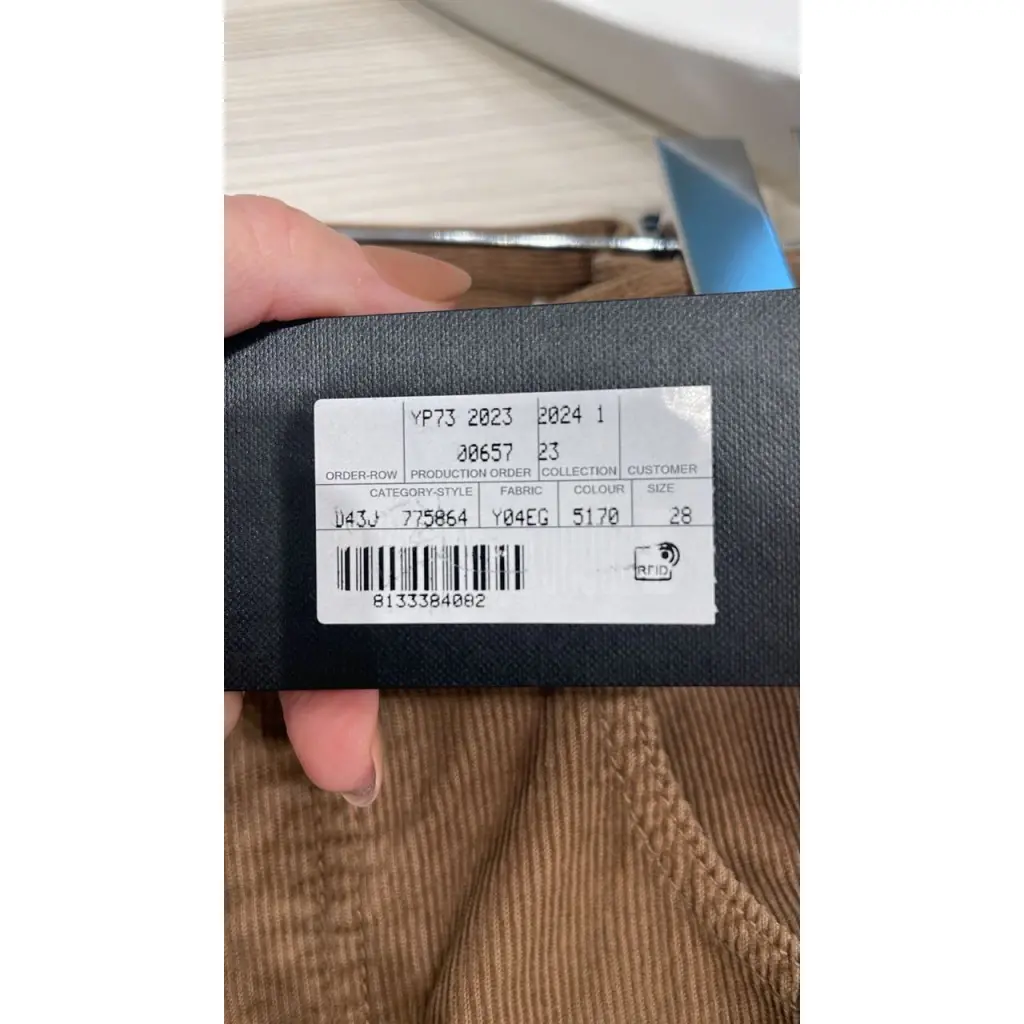 YP73 2023 2024 1
00657 23
ORDER-ROW PRODUCTION ORDER COLLECTION CUSTOMER
CATEGORY-STYLE FABRIC COLOUR SIZE
D43J 775864 Y04EG 5170 28
RFID
8133384082